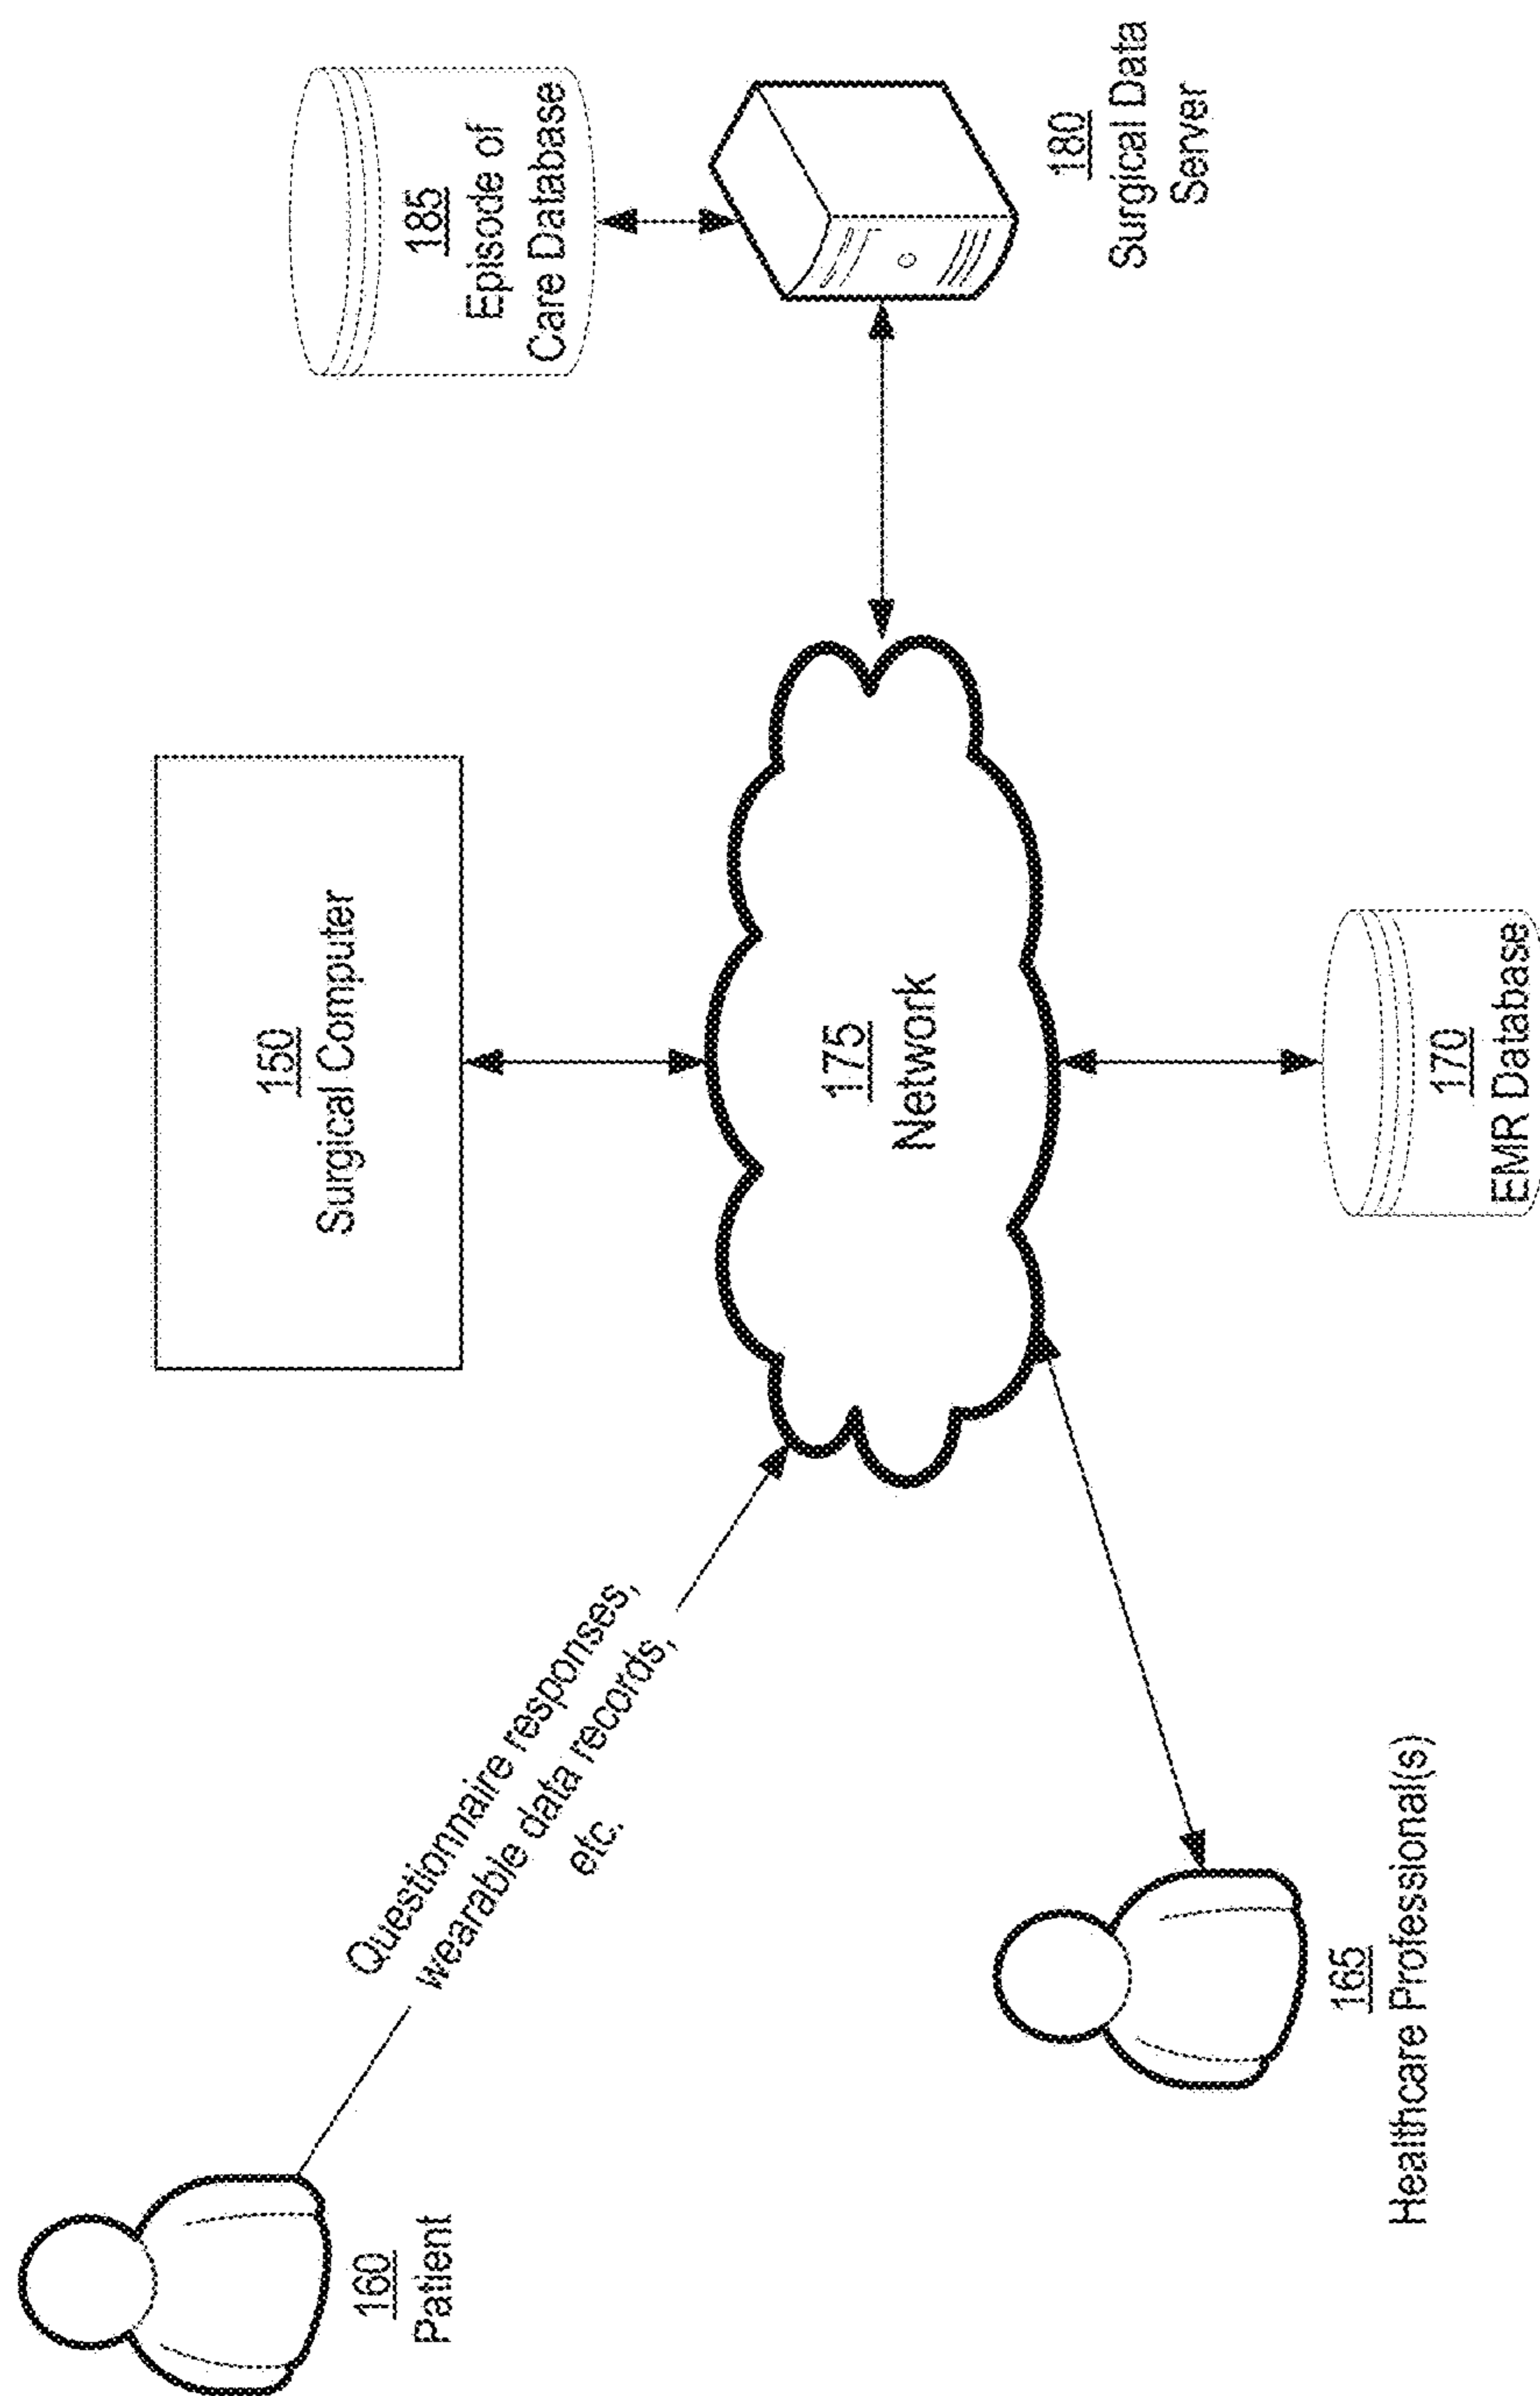 160
Patient
Questionnaire responses,
wearable data records,
etc.
150
Surgical Computer
185
Episode of
Care Database
175
Network
180
Surgical Data
Server
165
Healthcare Professional(s)
170
EMR Database